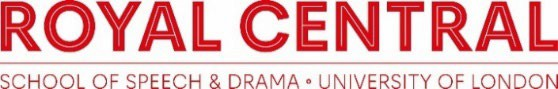 ROYAL CENTRAL
SCHOOL OF SPEECH & DRAMA • UNIVERSITY OF LONDON